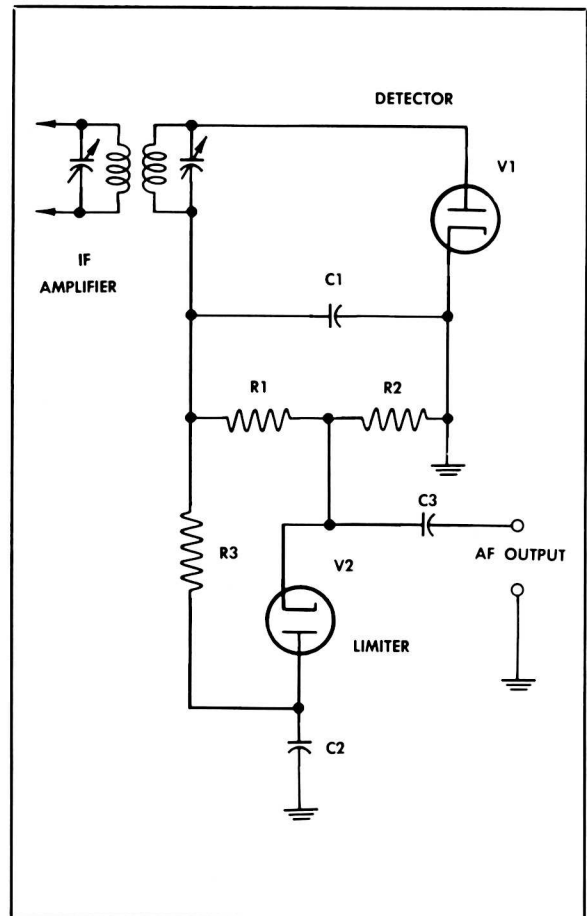 DETECTOR
V1
IF
AMPLIFIER
C1
R1
R2
C3
R3
V2
AF OUTPUT
LIMITER
C2